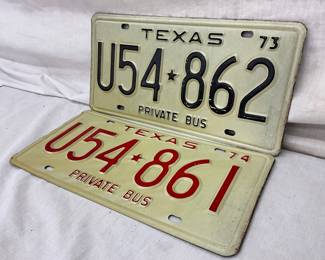 TEXAS 73
U54★862
PRIVATE BUS
TEXAS 74
U54★861
PRIVATE BUS